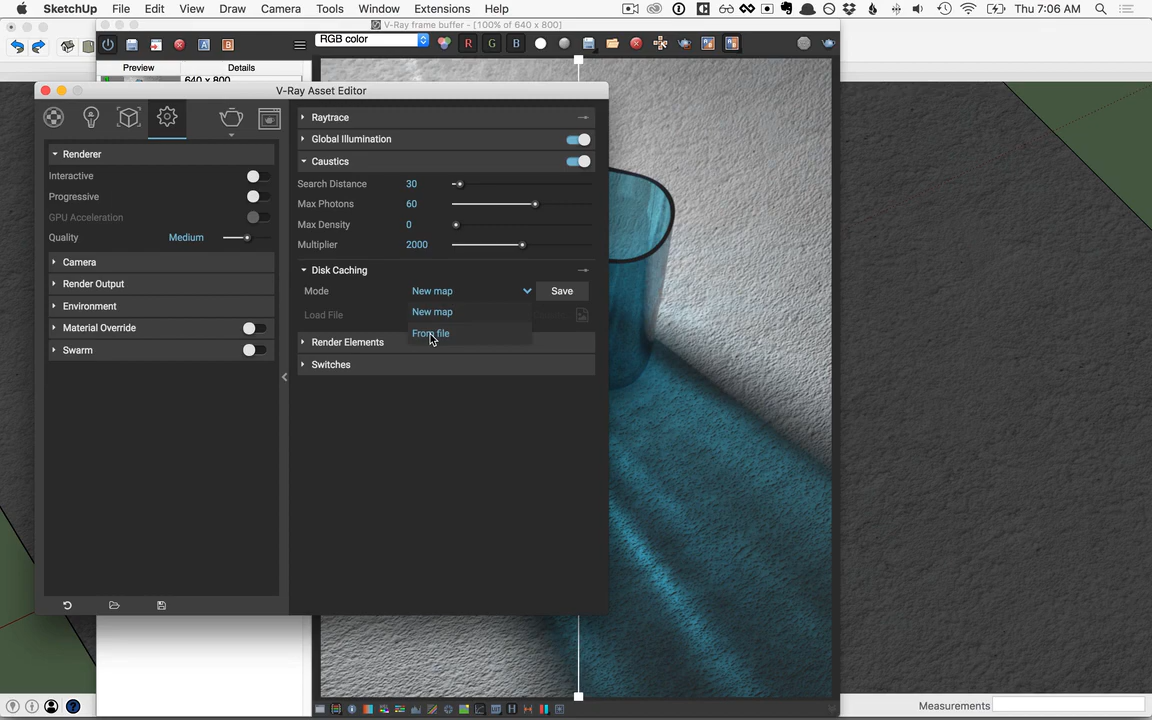 SketchUp File Edit View Draw Camera Tools Window Extensions Help Thu 7:06 AM
V-Ray frame buffer - [100% of 640 x 800]
RGB color
R G B
A B
Preview Details
640 x 800
V-Ray Asset Editor
Renderer
Interactive
Progressive
GPU Acceleration
Quality Medium
Camera
Render Output
Environment
Material Override
Swarm
Raytrace
Global Illumination
Caustics
Search Distance 30
Max Photons 60
Max Density 0
Multiplier 2000
Disk Caching
Mode New map Save
New map
Load File
From file
Render Elements
Switches
Measurements